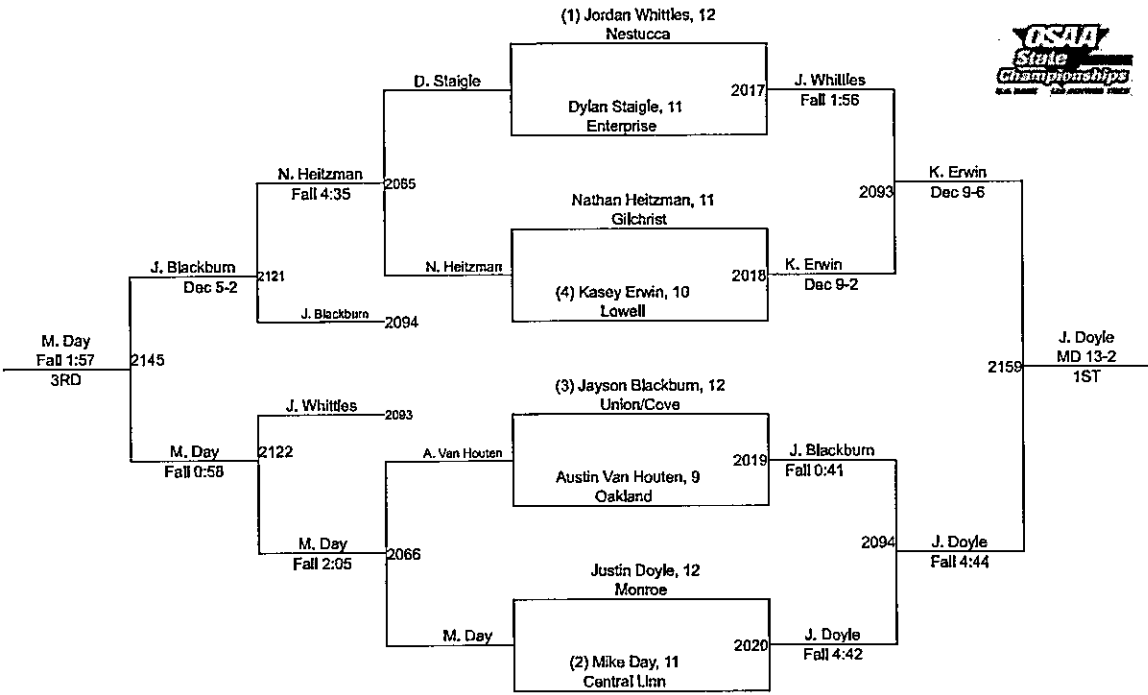 (1) Jordan Whittles, 12
Nestucca
OSAA
State
Championships
D. Staigle
2017
J. Whittles
Fall 1:56
Dylan Staigle, 11
Enterprise
N. Heitzman
Fall 4:35
2065
2093
K. Erwin
Dec 9-6
Nathan Heitzman, 11
Gilchrist
J. Blackburn
Dec 5-2
2121
N. Heitzman
2018
K. Erwin
Dec 9-2
(4) Kasey Erwin, 10
Lowell
J. Blackburn
2094
M. Day
Fall 1:57
3RD
2145
2159
J. Doyle
MD 13-2
1ST
(3) Jayson Blackburn, 12
Union/Cove
J. Whittles
2093
M. Day
Fall 0:58
2122
A. Van Houten
2019
J. Blackburn
Fall 0:41
Austin Van Houten, 9
Oakland
M. Day
Fall 2:05
2066
2094
J. Doyle
Fall 4:44
Justin Doyle, 12
Monroe
M. Day
2020
J. Doyle
Fall 4:42
(2) Mike Day, 11
Central Linn